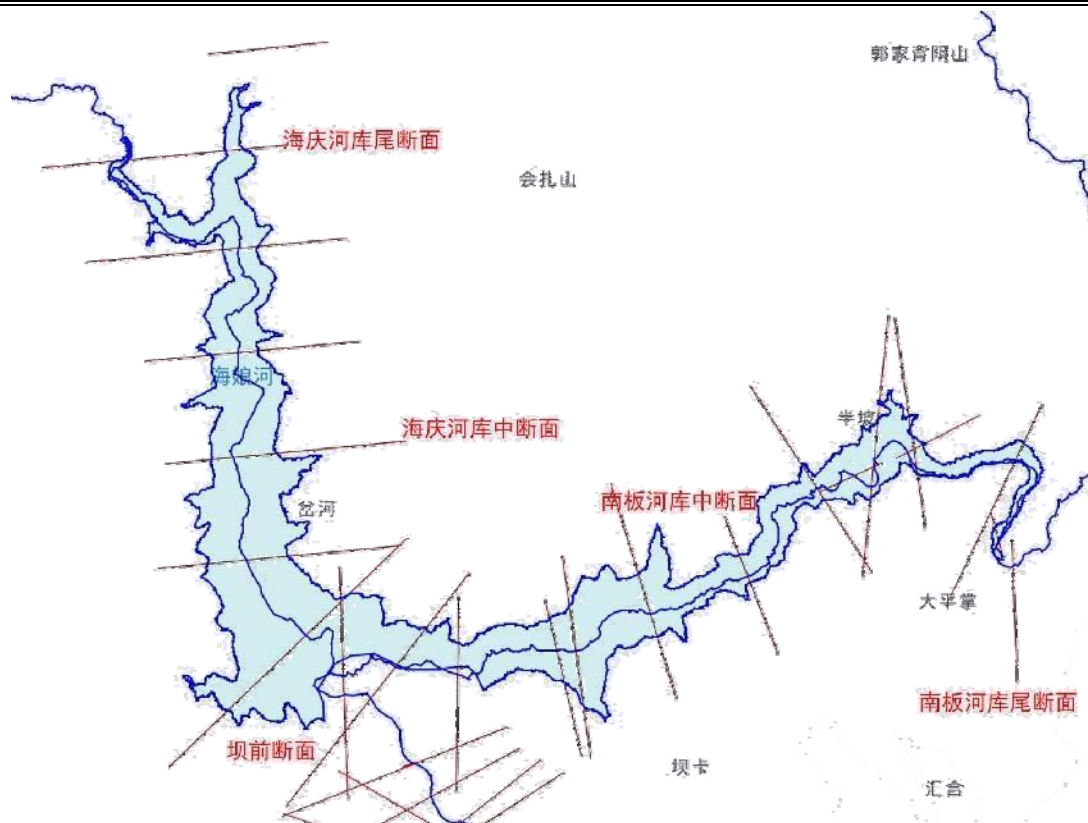 郭家背阴山
海庆河库尾断面
会扎山
海娘河
半坡
海庆河库中断面
南板河库中断面
岔河
大平掌
南板河库尾断面
坝前断面
坝卡
汇合